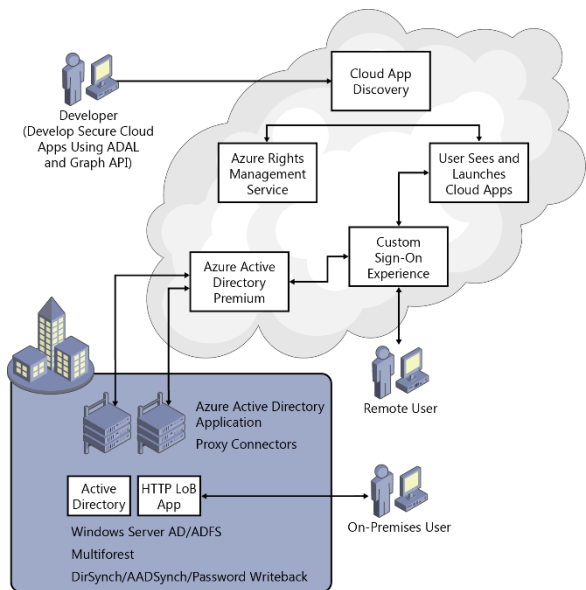 Cloud App
Discovery
Developer
(Develop Secure Cloud
Apps Using ADAL
and Graph API)
Azure Rights
Management
Service
User Sees and
Launches
Cloud Apps
Custom
Sign-On
Experience
Azure Active
Directory
Premium
Remote User
Azure Active Directory
Application
Proxy Connectors
Active
Directory
HTTP LoB
App
On-Premises User
Windows Server AD/ADFS
Multiforest
DirSynch/AADSynch/Password Writeback